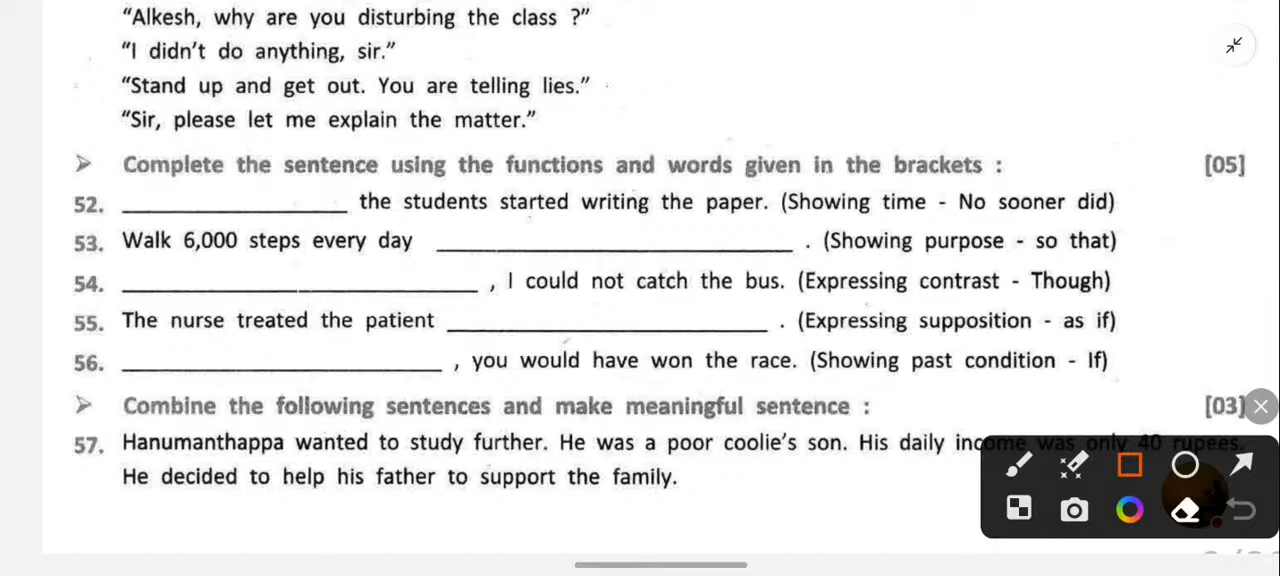 “Alkesh, why are you disturbing the class ?”
“I didn’t do anything, sir.”
“Stand up and get out. You are telling lies.”
“Sir, please let me explain the matter.”
➢ Complete the sentence using the functions and words given in the brackets : [05]
52. ____________________ the students started writing the paper. (Showing time - No sooner did)
53. Walk 6,000 steps every day ______________________________ . (Showing purpose - so that)
54. ______________________________ , I could not catch the bus. (Expressing contrast - Though)
55. The nurse treated the patient ___________________________ . (Expressing supposition - as if)
56. ___________________________ , you would have won the race. (Showing past condition - If)
➢ Combine the following sentences and make meaningful sentence : [03]
57. Hanumanthappa wanted to study further. He was a poor coolie’s son. His daily income was only 40 rupees.
He decided to help his father to support the family.